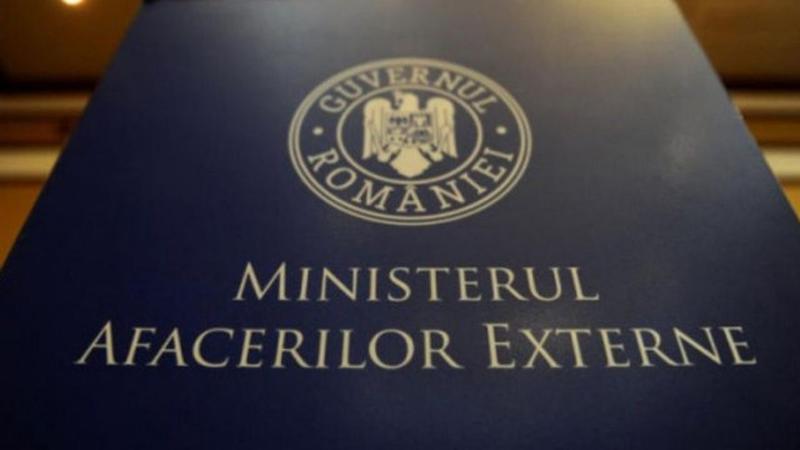 GUVERNUL
ROMÂNIEI
MINISTERUL
AFACERILOR EXTERNE